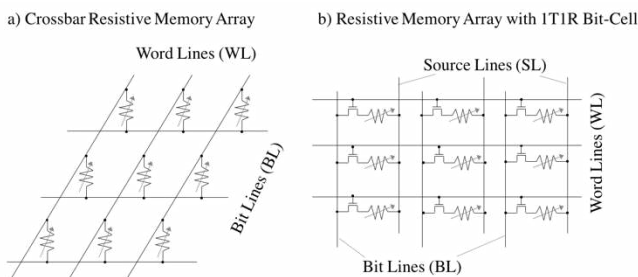 a) Crossbar Resistive Memory Array
Word Lines (WL)
Bit Lines (BL)
b) Resistive Memory Array with 1T1R Bit-Cell
Source Lines (SL)
Word Lines (WL)
Bit Lines (BL)